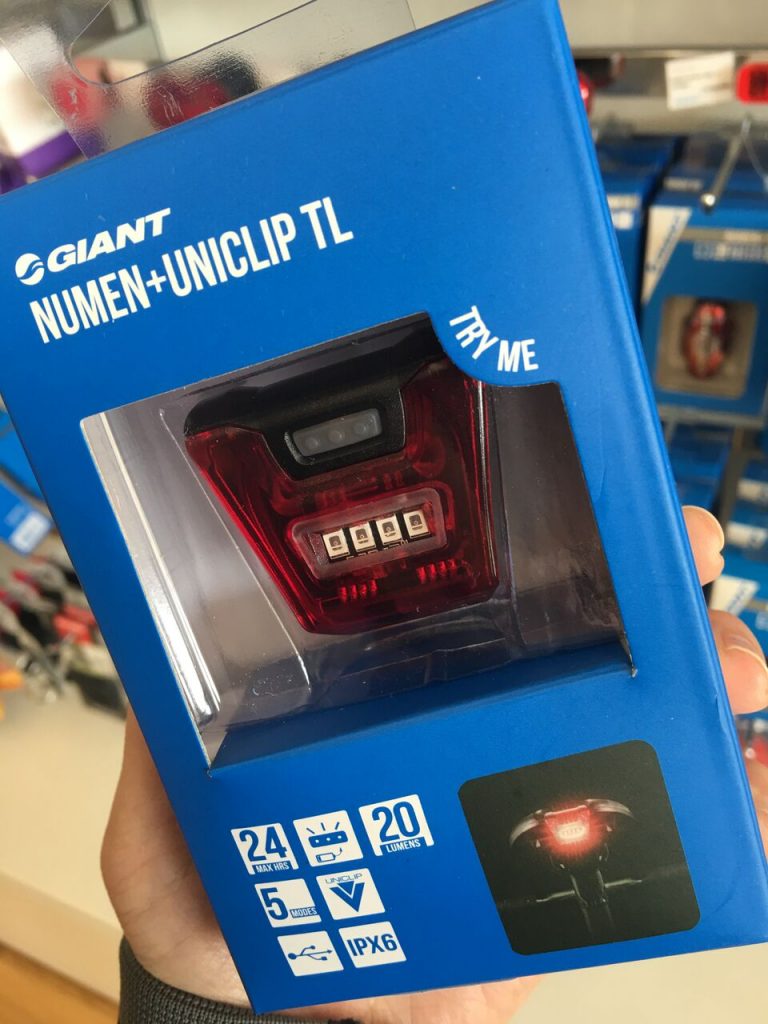 GIANT
NUMEN+UNICLIP TL
TRY ME
24
MAX HRS
20
LUMENS
5 MODES
UNICLIP
IPX6